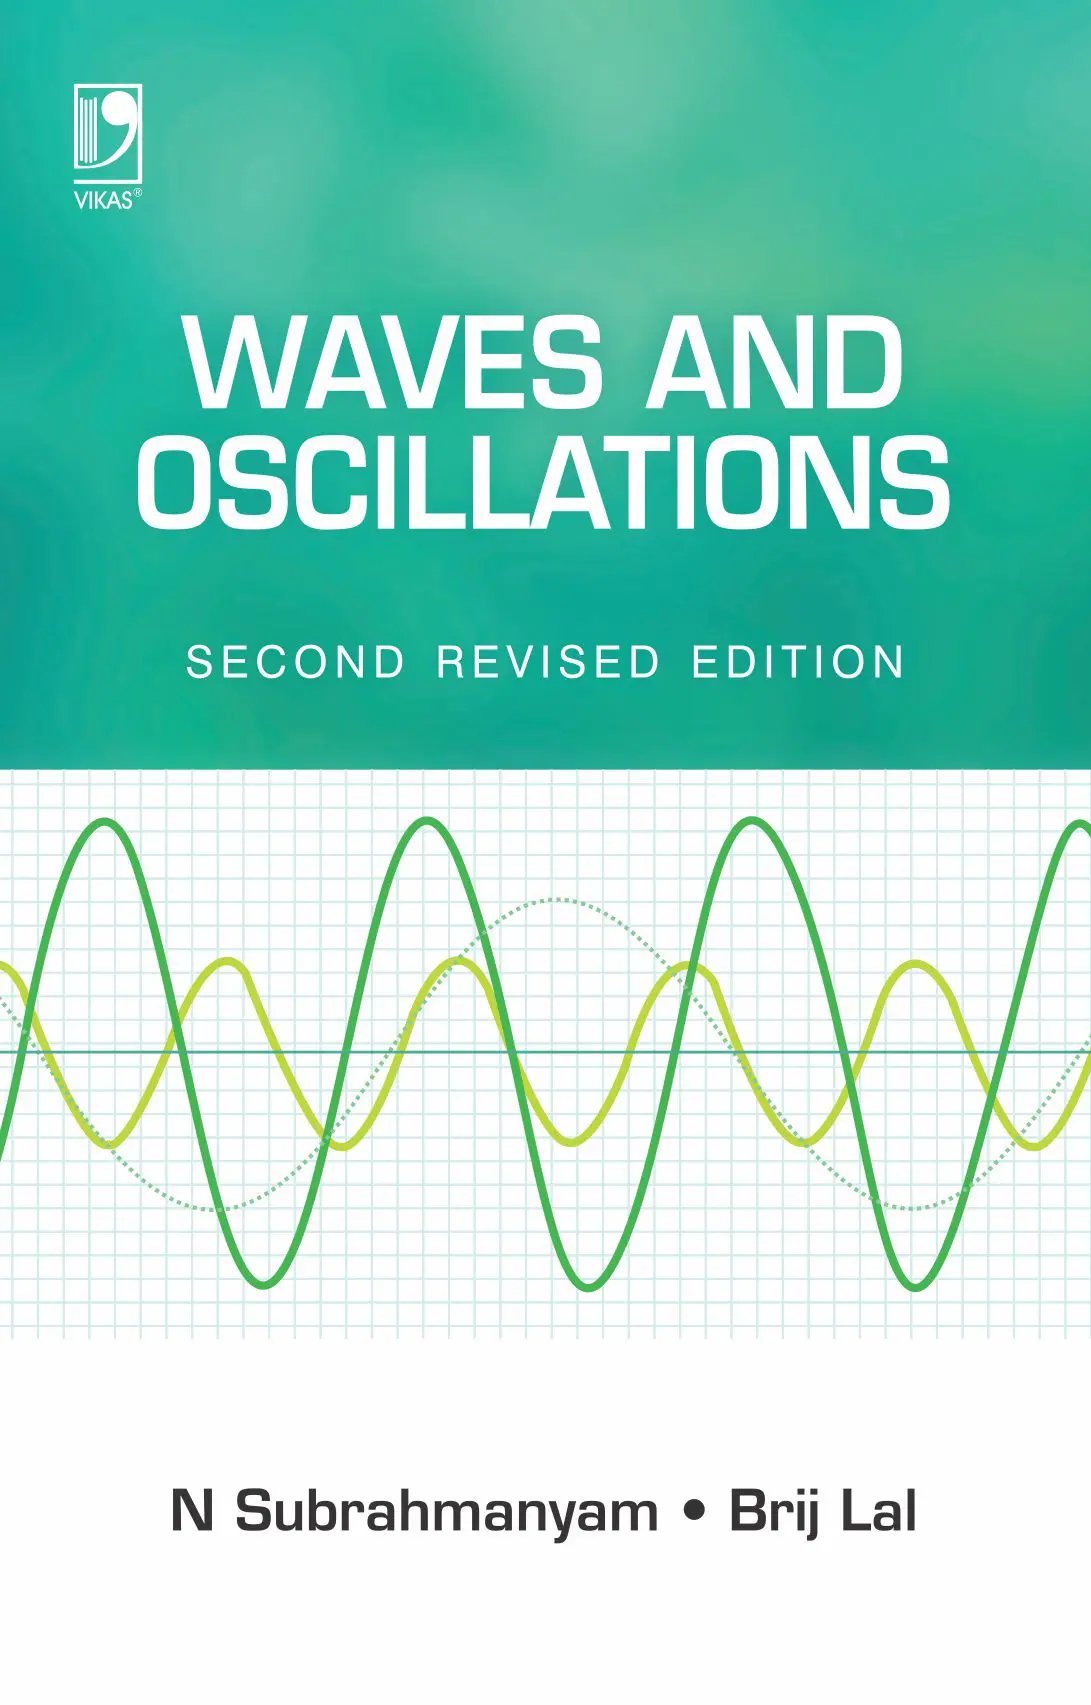 VIKAS®
WAVES AND
OSCILLATIONS
SECOND REVISED EDITION
N Subrahmanyam • Brij Lal